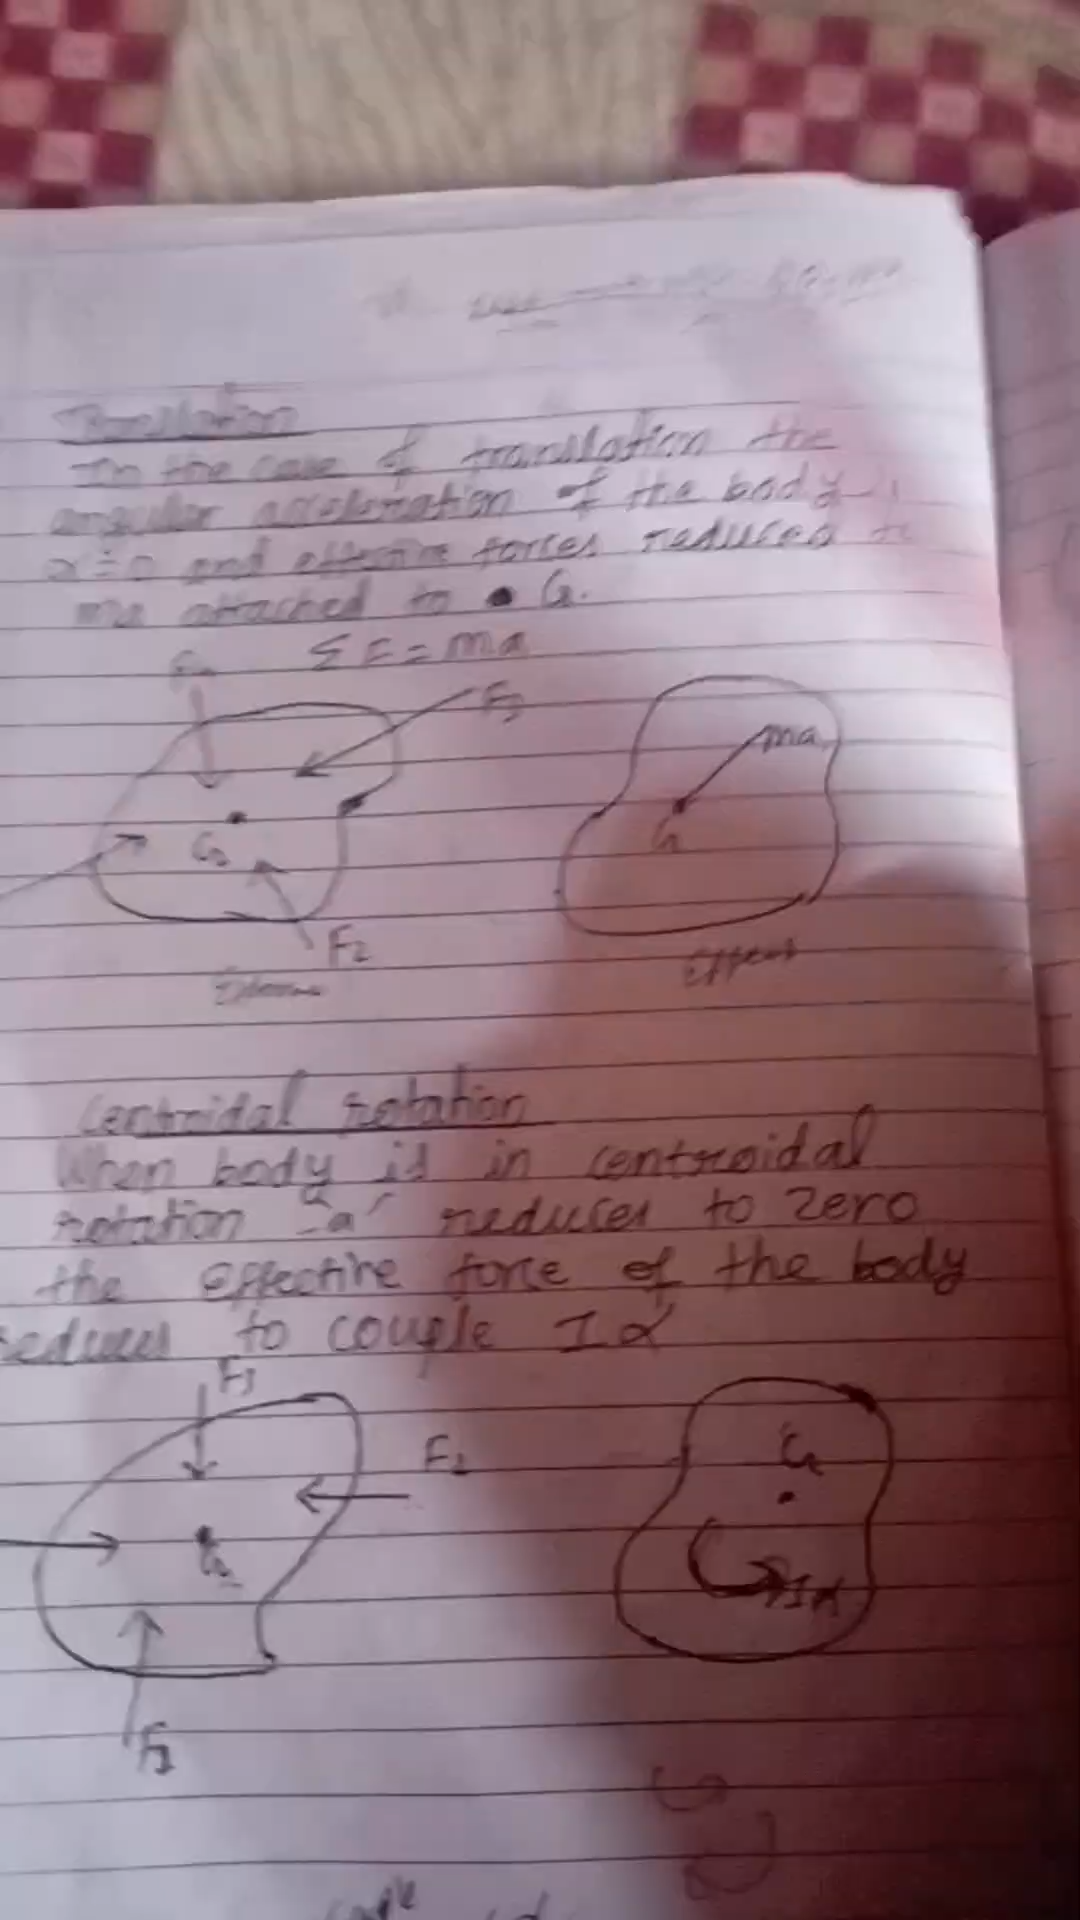 Translation
In the case of translation the
angular acceleration of the body
α = 0 and effective forces reduces to
ma attached to G.
Σ F = ma
F3
ma
G
G
F2
Effect
Centroidal rotation
When body is in centroidal
rotation "a" reduces to zero
the effective force of the body
reduces to couple Iα
F3
F2
G
G
Iα
F1